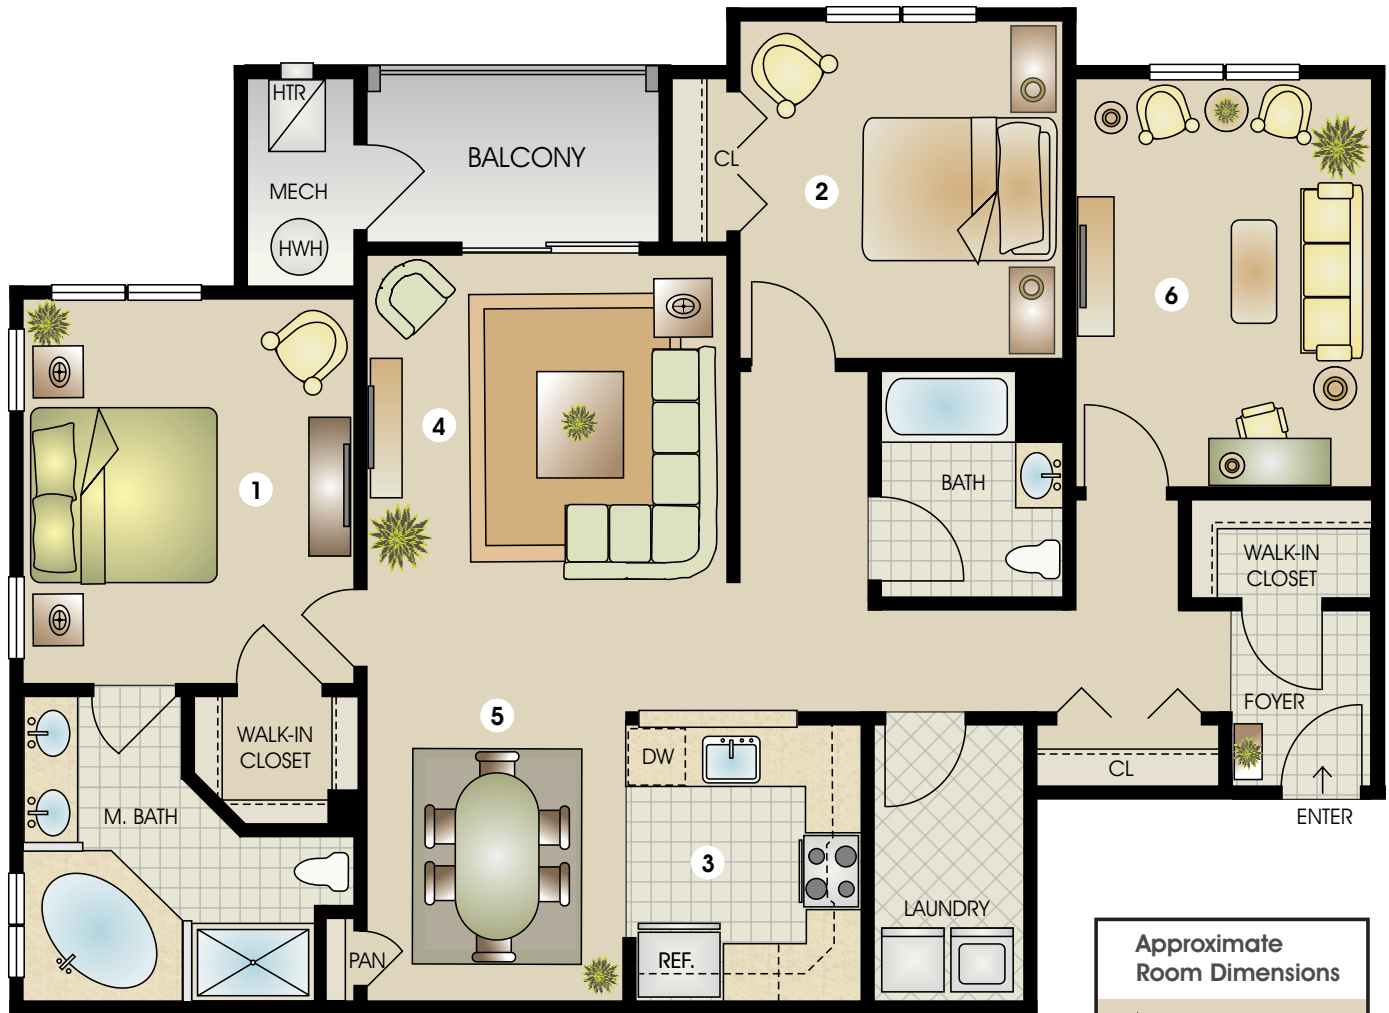 HTR
MECH
HWH
BALCONY
CL
2
6
1
4
BATH
WALK-IN
CLOSET
FOYER
5
WALK-IN
CLOSET
M. BATH
DW
3
CL
ENTER
LAUNDRY
PAN
REF.
Approximate
Room Dimensions